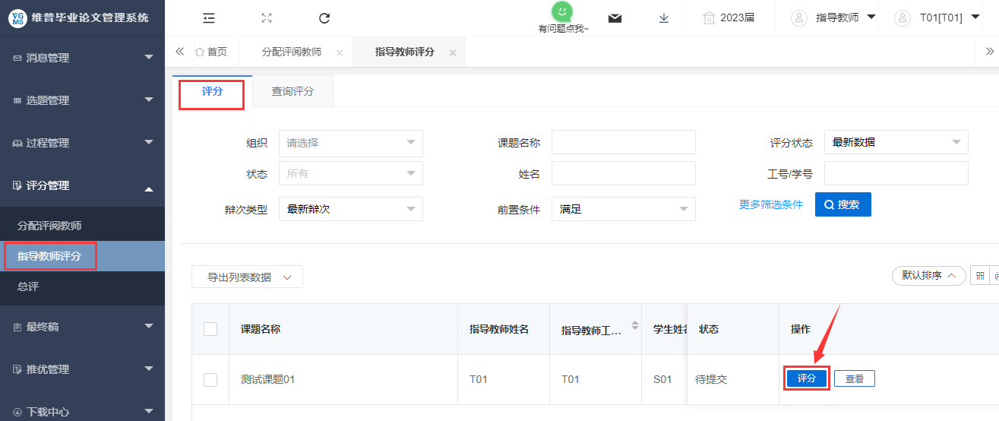 VG
MS
维普毕业论文管理系统
有问题点我~
2023届
指导教师
T01[T01]
首页
分配评阅教师
指导教师评分
消息管理
选题管理
过程管理
评分管理
分配评阅教师
指导教师评分
总评
最终稿
推优管理
下载中心
评分
查询评分
组织
请选择
课题名称
评分状态
最新数据
状态
所有
姓名
工号/学号
辩次类型
最新辩次
前置条件
满足
更多筛选条件
搜索
导出列表数据
默认排序
课题名称
指导教师姓名
指导教师工...
学生姓名
状态
操作
测试课题01
T01
T01
S01
待提交
评分
查看